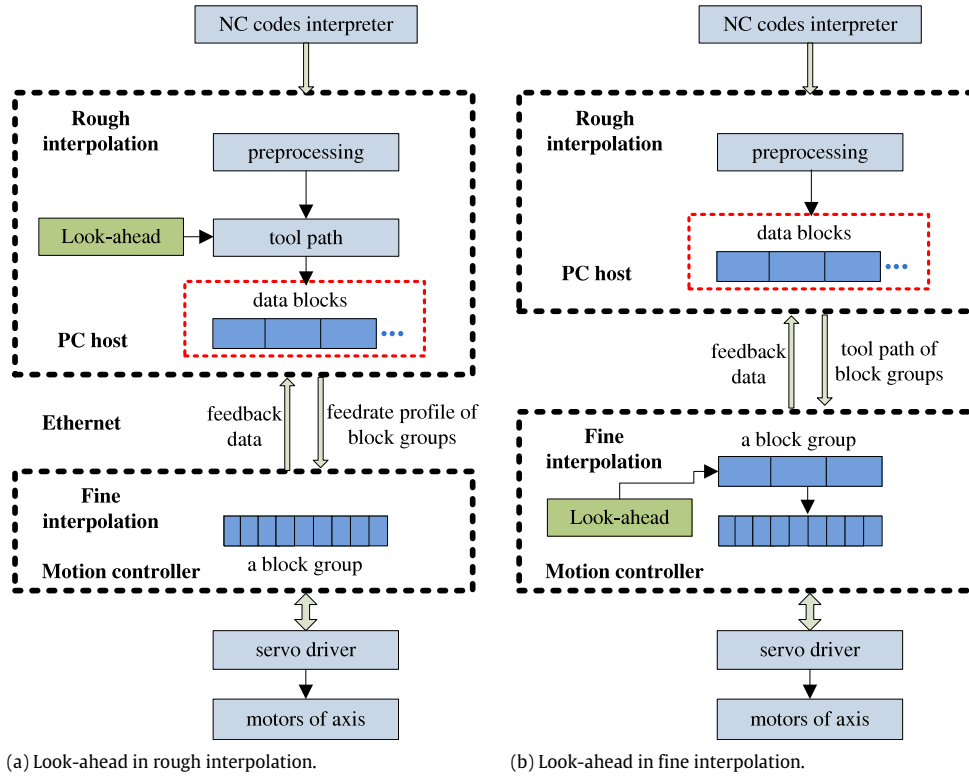 NC codes interpreter
Rough
interpolation
preprocessing
Look-ahead
tool path
data blocks
PC host
Ethernet
feedback
data
feedrate profile of
block groups
Fine
interpolation
a block group
Motion controller
servo driver
motors of axis
(a) Look-ahead in rough interpolation.
NC codes interpreter
Rough
interpolation
preprocessing
data blocks
PC host
feedback
data
tool path of
block groups
Fine
interpolation
a block group
Look-ahead
Motion controller
servo driver
motors of axis
(b) Look-ahead in fine interpolation.